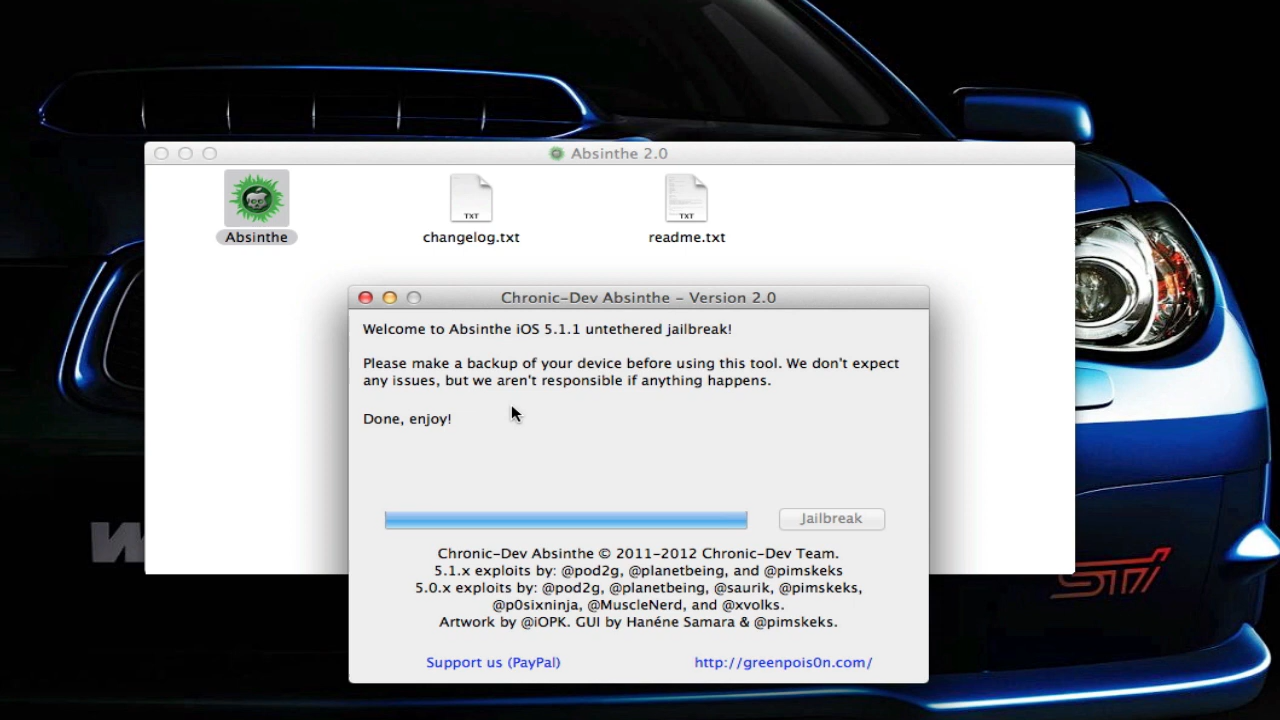 Absinthe 2.0
TXT
TXT
Absinthe
changelog.txt
readme.txt
Chronic-Dev Absinthe – Version 2.0
Welcome to Absinthe iOS 5.1.1 untethered jailbreak!
Please make a backup of your device before using this tool. We don't expect
any issues, but we aren't responsible if anything happens.
Done, enjoy!
Jailbreak
Chronic-Dev Absinthe © 2011-2012 Chronic-Dev Team.
5.1.x exploits by: @pod2g, @planetbeing, and @pimskeks
5.0.x exploits by: @pod2g, @planetbeing, @saurik, @pimskeks,
@p0sixninja, @MuscleNerd, and @xvolks.
Artwork by @iOPK. GUI by Hanéne Samara & @pimskeks.
Support us (PayPal)
http://greenpois0n.com/
STi